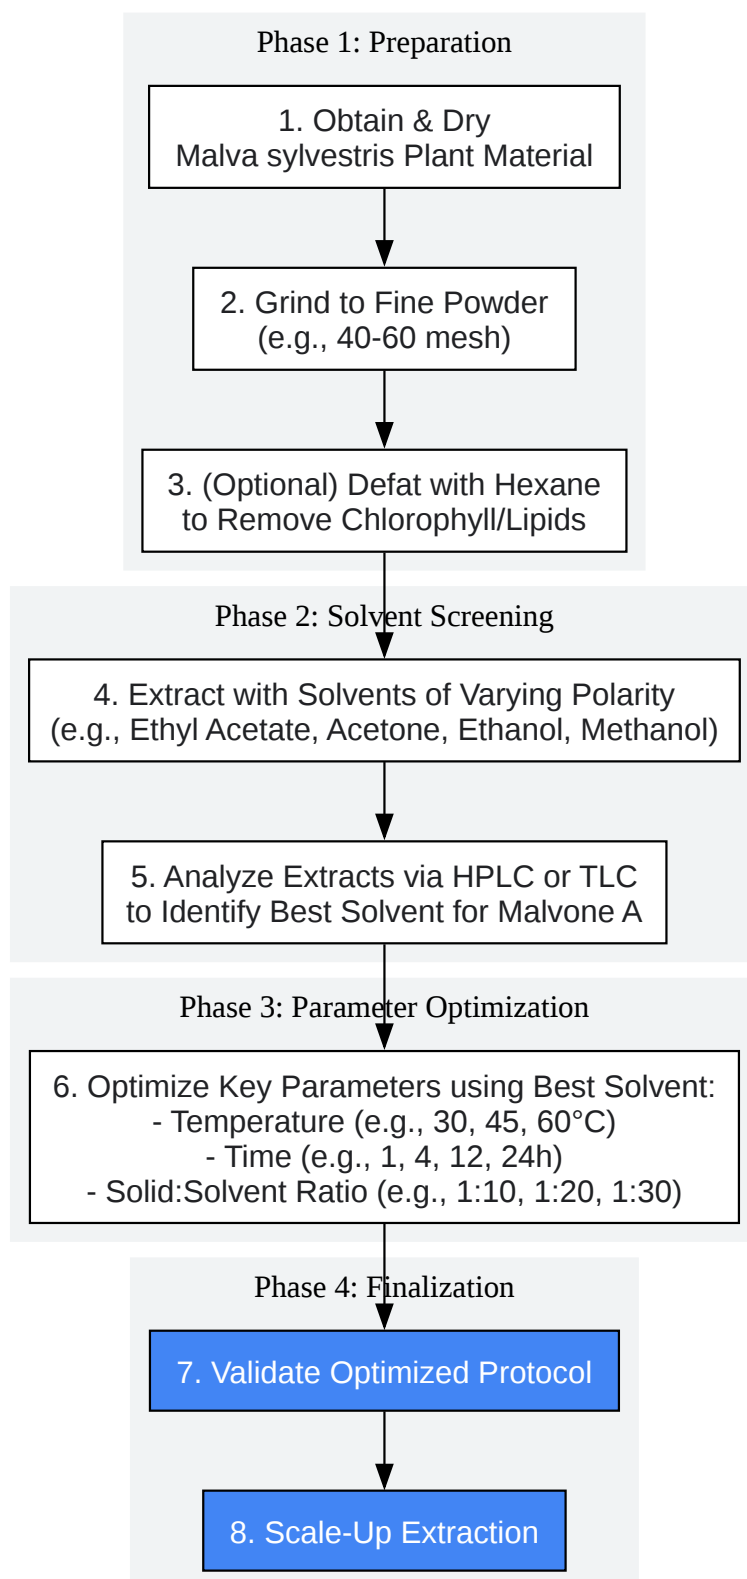 Phase 1: Preparation
1. Obtain & Dry
Malva sylvestris Plant Material
2. Grind to Fine Powder
(e.g., 40-60 mesh)
3. (Optional) Defat with Hexane
to Remove Chlorophyll/Lipids
Phase 2: Solvent Screening
4. Extract with Solvents of Varying Polarity
(e.g., Ethyl Acetate, Acetone, Ethanol, Methanol)
5. Analyze Extracts via HPLC or TLC
to Identify Best Solvent for Malvone A
Phase 3: Parameter Optimization
6. Optimize Key Parameters using Best Solvent:
- Temperature (e.g., 30, 45, 60°C)
- Time (e.g., 1, 4, 12, 24h)
- Solid:Solvent Ratio (e.g., 1:10, 1:20, 1:30)
Phase 4: Finalization
7. Validate Optimized Protocol
8. Scale-Up Extraction